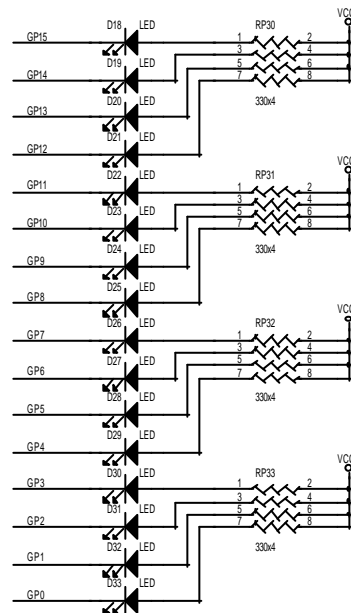 D18 LED
GP15 1 RP30 2 VCC
D19 LED 3 4
GP14 5 6
D20 LED 7 8
GP13 330x4
D21 LED
GP12
D22 LED
GP11 1 RP31 2 VCC
D23 LED 3 4
GP10 5 6
D24 LED 7 8
GP9 330x4
D25 LED
GP8
D26 LED
GP7 1 RP32 2 VCC
D27 LED 3 4
GP6 5 6
D28 LED 7 8
GP5 330x4
D29 LED
GP4
D30 LED
GP3 1 RP33 2 VCC
D31 LED 3 4
GP2 5 6
D32 LED 7 8
GP1 330x4
D33 LED
GP0